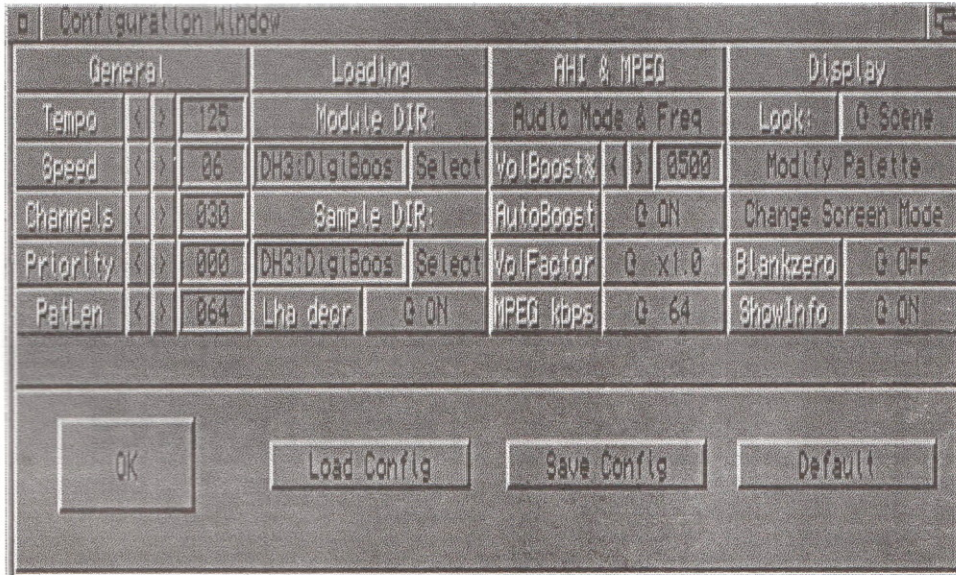 Configuration Window
General Loading AHI & MPEG Display
Tempo < > 125 Module DIR: Audio Mode & Freq Look: Scene
Speed < > 06 DH3:DigiBoos Select VolBoost% < > 0500 Modify Palette
Channels < > 030 Sample DIR: AutoBoost ON Change Screen Mode
Priority < > 000 DH3:DigiBoos Select VolFactor x1.0 Blankzero OFF
PatLen < > 064 Lha decr ON MPEG kbps 64 ShowInfo ON
OK Load Config Save Config Default